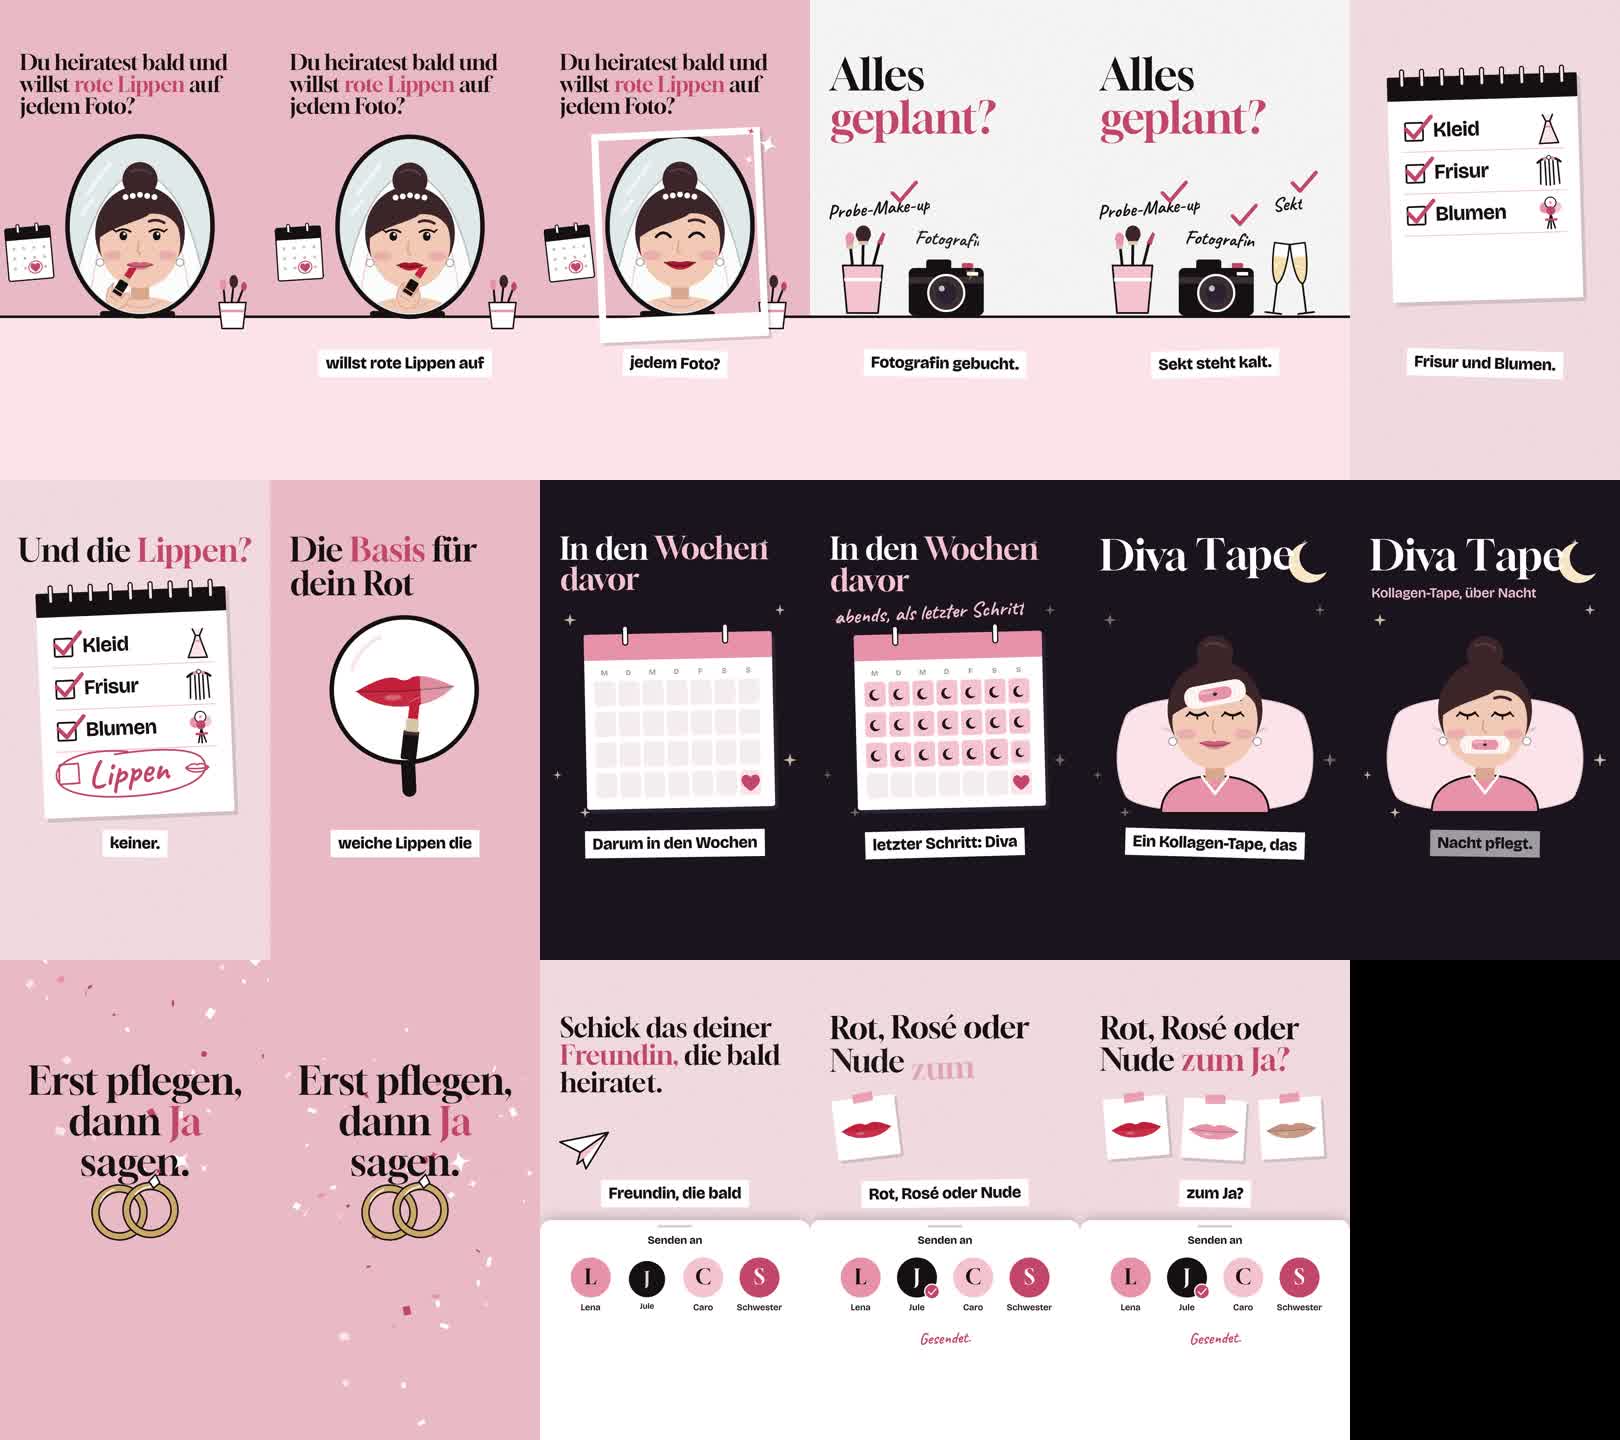 Du heiratest bald und
willst rote Lippen auf
jedem Foto?
Du heiratest bald und
willst rote Lippen auf
jedem Foto?
willst rote Lippen auf
Du heiratest bald und
willst rote Lippen auf
jedem Foto?
jedem Foto?
Alles
geplant?
Probe-Make-up
Fotografi
Fotografin gebucht.
Alles
geplant?
Sekt
Probe-Make-up
Fotografin
Sekt steht kalt.
Kleid
Frisur
Blumen
Frisur und Blumen.
Und die Lippen?
Kleid
Frisur
Blumen
Lippen
keiner.
Die Basis für
dein Rot
weiche Lippen die
In den Wochen
davor
M D M D F S S
Darum in den Wochen
In den Wochen
davor
abends, als letzter Schritt
M D M D F S S
letzter Schritt: Diva
Diva Tape
Ein Kollagen-Tape, das
Diva Tape
Kollagen-Tape, über Nacht
Nacht pflegt.
Erst pflegen,
dann Ja
sagen.
Erst pflegen,
dann Ja
sagen.
Schick das deiner
Freundin, die bald
heiratet.
Freundin, die bald
Senden an
L J C S
Lena Jule Caro Schwester
Rot, Rosé oder
Nude zum
Rot, Rosé oder Nude
Senden an
L J C S
Lena Jule Caro Schwester
Gesendet.
Rot, Rosé oder
Nude zum Ja?
zum Ja?
Senden an
L J C S
Lena Jule Caro Schwester
Gesendet.